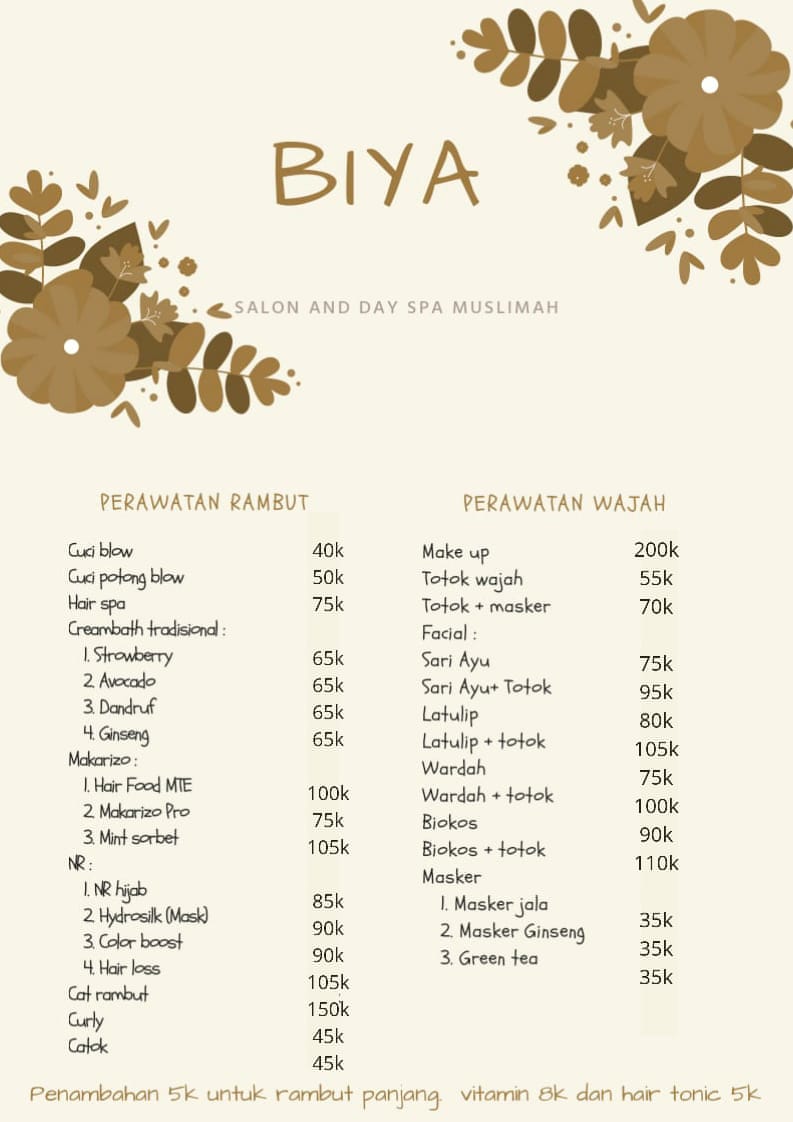 BIYA
SALON AND DAY SPA MUSLIMAH
PERAWATAN RAMBUT
Cuci blow 40k
Cuci potong blow 50k
Hair spa 75k
Creambath tradisional :
1. Strowberry 65k
2. Avocado 65k
3. Dandruf 65k
4. Ginseng 65k
Makarizo :
1. Hair Food MTE 100k
2. Makarizo Pro 75k
3. Mint sorbet 105k
NR :
1. NR hijab 85k
2. Hydrosilk (Mask) 90k
3. Color boost 90k
4. Hair loss 105k
Cat rambut 150k
Curly 45k
Catok 45k
PERAWATAN WAJAH
Make up 200k
Totok wajah 55k
Totok + masker 70k
Facial :
Sari Ayu 75k
Sari Ayu+ Totok 95k
Latulip 80k
Latulip + totok 105k
Wardah 75k
Wardah + totok 100k
Biokos 90k
Biokos + totok 110k
Masker
1. Masker jala 35k
2. Masker Ginseng 35k
3. Green tea 35k
Penambahan 5k untuk rambut panjang. vitamin 8k dan hair tonic 5k